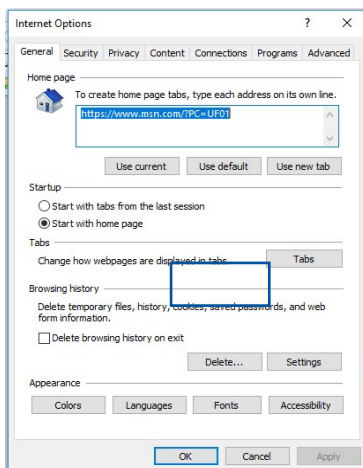 Internet Options ? ×
General Security Privacy Content Connections Programs Advanced
Home page
To create home page tabs, type each address on its own line.
https://www.msn.com/?PC=UF01
Use current Use default Use new tab
Startup
Start with tabs from the last session
Start with home page
Tabs
Change how webpages are displayed in tabs. Tabs
Browsing history
Delete temporary files, history, cookies, saved passwords, and web
form information.
Delete browsing history on exit
Delete... Settings
Appearance
Colors Languages Fonts Accessibility
OK Cancel Apply